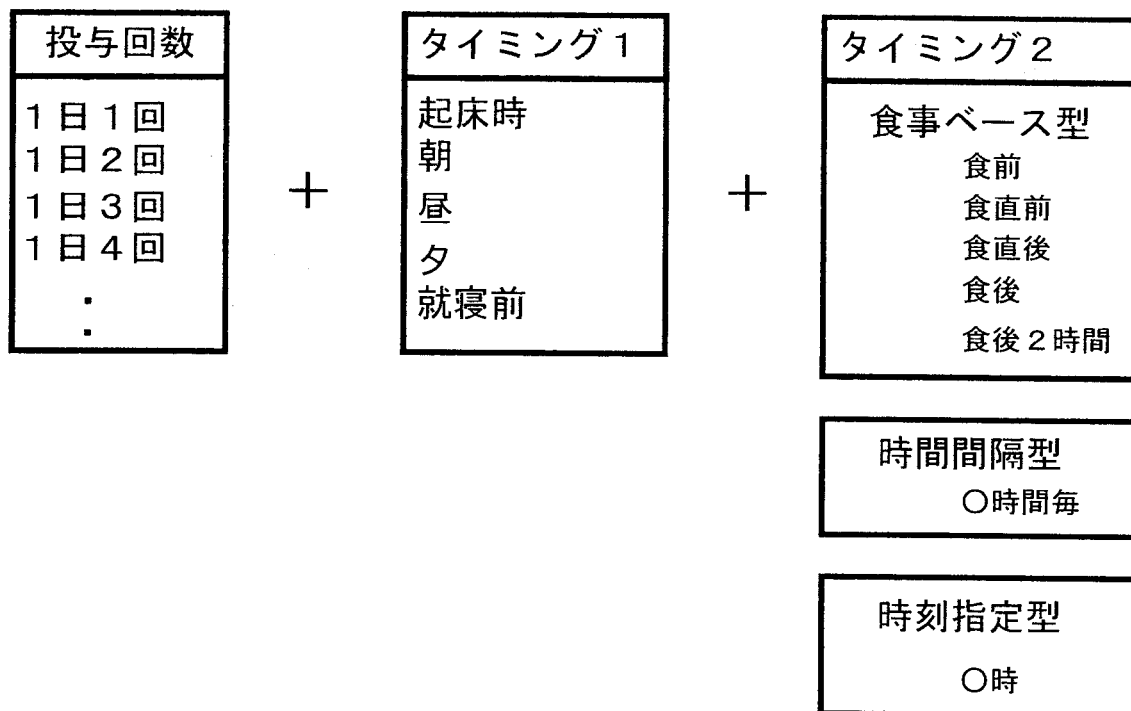 投与回数
1日1回
1日2回
1日3回
1日4回
・
・
＋
タイミング1
起床時
朝
昼
夕
就寝前
＋
タイミング2
食事ベース型
食前
食直前
食直後
食後
食後2時間
時間間隔型
○時間毎
時刻指定型
○時